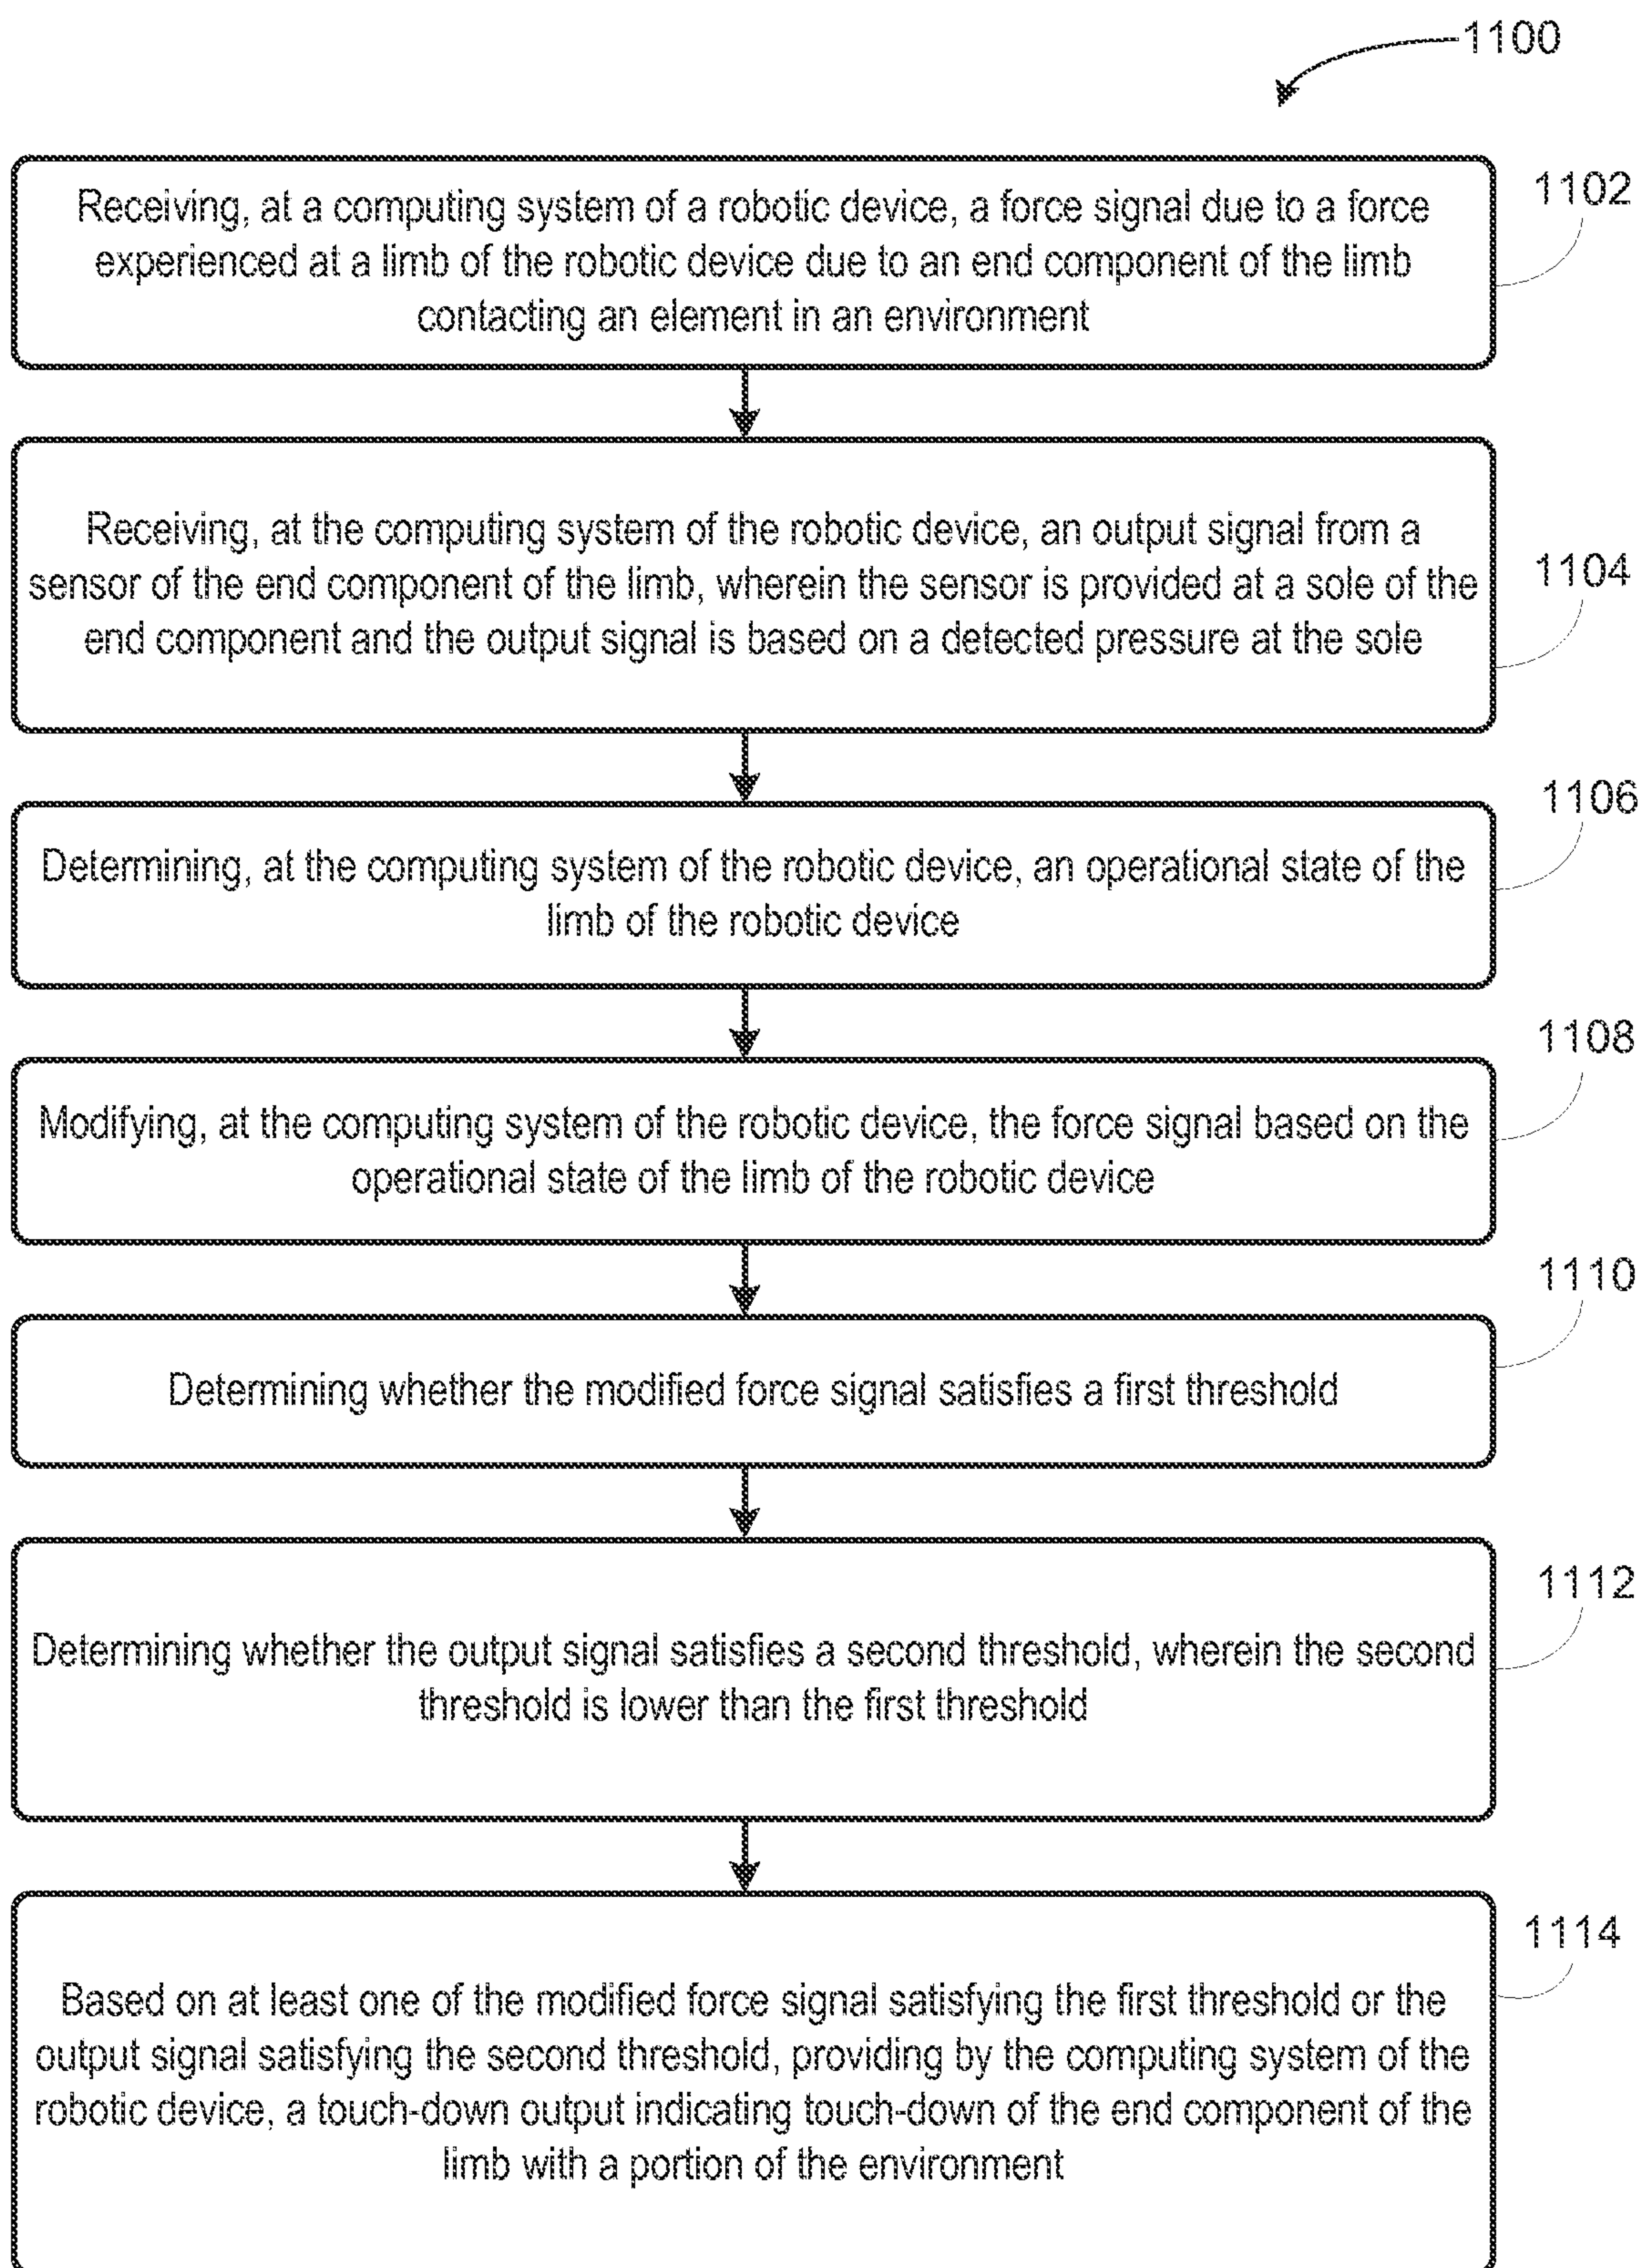 1100
Receiving, at a computing system of a robotic device, a force signal due to a force
experienced at a limb of the robotic device due to an end component of the limb
contacting an element in an environment
1102
Receiving, at the computing system of the robotic device, an output signal from a
sensor of the end component of the limb, wherein the sensor is provided at a sole of the
end component and the output signal is based on a detected pressure at the sole
1104
Determining, at the computing system of the robotic device, an operational state of the
limb of the robotic device
1106
Modifying, at the computing system of the robotic device, the force signal based on the
operational state of the limb of the robotic device
1108
Determining whether the modified force signal satisfies a first threshold
1110
Determining whether the output signal satisfies a second threshold, wherein the second
threshold is lower than the first threshold
1112
Based on at least one of the modified force signal satisfying the first threshold or the
output signal satisfying the second threshold, providing by the computing system of the
robotic device, a touch-down output indicating touch-down of the end component of the
limb with a portion of the environment
1114